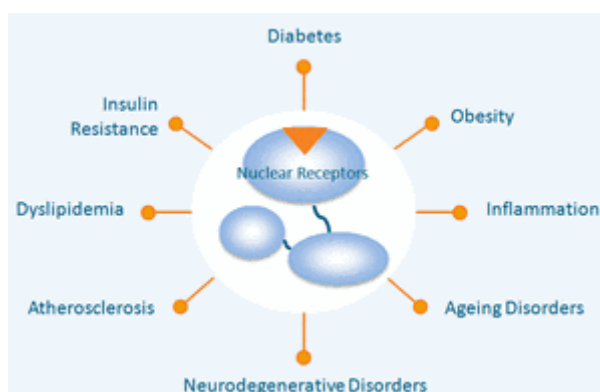 Diabetes
Insulin
Resistance
Obesity
Nuclear Receptors
Dyslipidemia
Inflammation
Atherosclerosis
Ageing Disorders
Neurodegenerative Disorders